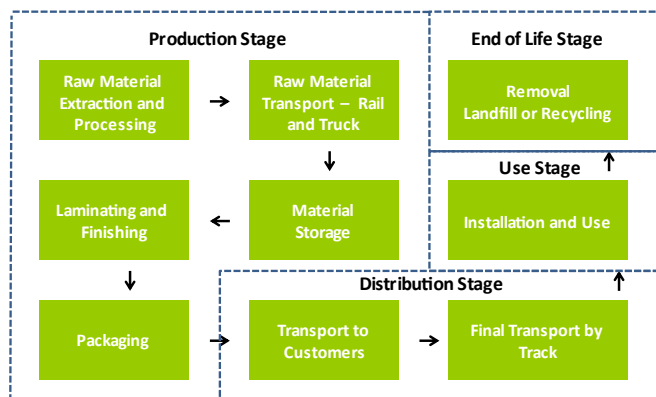 Production Stage
Raw Material
Extraction and
Processing
Raw Material
Transport – Rail
and Truck
Laminating and
Finishing
Material
Storage
Packaging
Distribution Stage
Transport to
Customers
Final Transport by
Track
Use Stage
Installation and Use
End of Life Stage
Removal
Landfill or Recycling